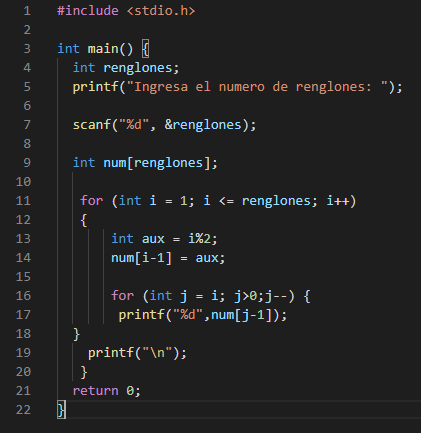 1 #include <stdio.h>
2
3 int main() {
4 int renglones;
5 printf("Ingresa el numero de renglones: ");
6
7 scanf("%d", &renglones);
8
9 int num[renglones];
10
11 for (int i = 1; i <= renglones; i++)
12 {
13 int aux = i%2;
14 num[i-1] = aux;
15
16 for (int j = i; j>0;j--) {
17 printf("%d",num[j-1]);
18 }
19 printf("\n");
20 }
21 return 0;
22 }